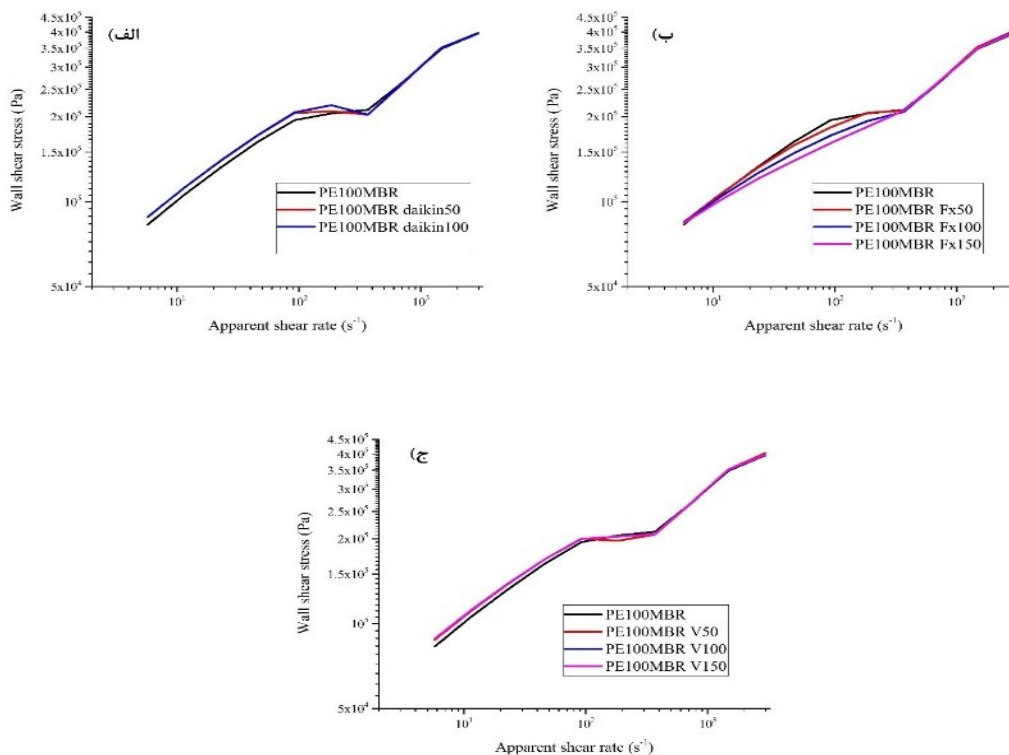 الف)
4.5x10⁵
4x10⁵
3.5x10⁵
3x10⁵
2.5x10⁵
2x10⁵
1.5x10⁵
10⁵
5x10⁴
Wall shear stress (Pa)
PE100MBR
PE100MBR daikin50
PE100MBR daikin100
10¹ 10² 10³
Apparent shear rate (s⁻¹)
ب)
4.5x10⁵
4x10⁵
3.5x10⁵
3x10⁵
2.5x10⁵
2x10⁵
1.5x10⁵
10⁵
5x10⁴
Wall shear stress (Pa)
PE100MBR
PE100MBR Fx50
PE100MBR Fx100
PE100MBR Fx150
10¹ 10² 10³
Apparent shear rate (s⁻¹)
ج)
4.5x10⁵
4x10⁵
3.5x10⁵
3x10⁵
2.5x10⁵
2x10⁵
1.5x10⁵
10⁵
5x10⁴
Wall shear stress (Pa)
PE100MBR
PE100MBR V50
PE100MBR V100
PE100MBR V150
10¹ 10² 10³
Apparent shear rate (s⁻¹)